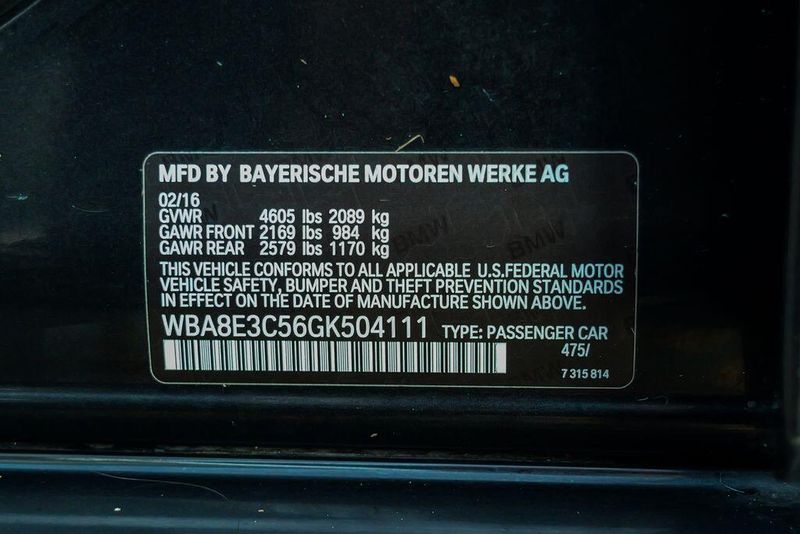 MFD BY BAYERISCHE MOTOREN WERKE AG
02/16
GVWR 4605 lbs 2089 kg
GAWR FRONT 2169 lbs 984 kg
GAWR REAR 2579 lbs 1170 kg
THIS VEHICLE CONFORMS TO ALL APPLICABLE U.S.FEDERAL MOTOR
VEHICLE SAFETY, BUMPER AND THEFT PREVENTION STANDARDS
IN EFFECT ON THE DATE OF MANUFACTURE SHOWN ABOVE.
WBA8E3C56GK504111 TYPE: PASSENGER CAR
475/
7 315 814
BMW
BMW